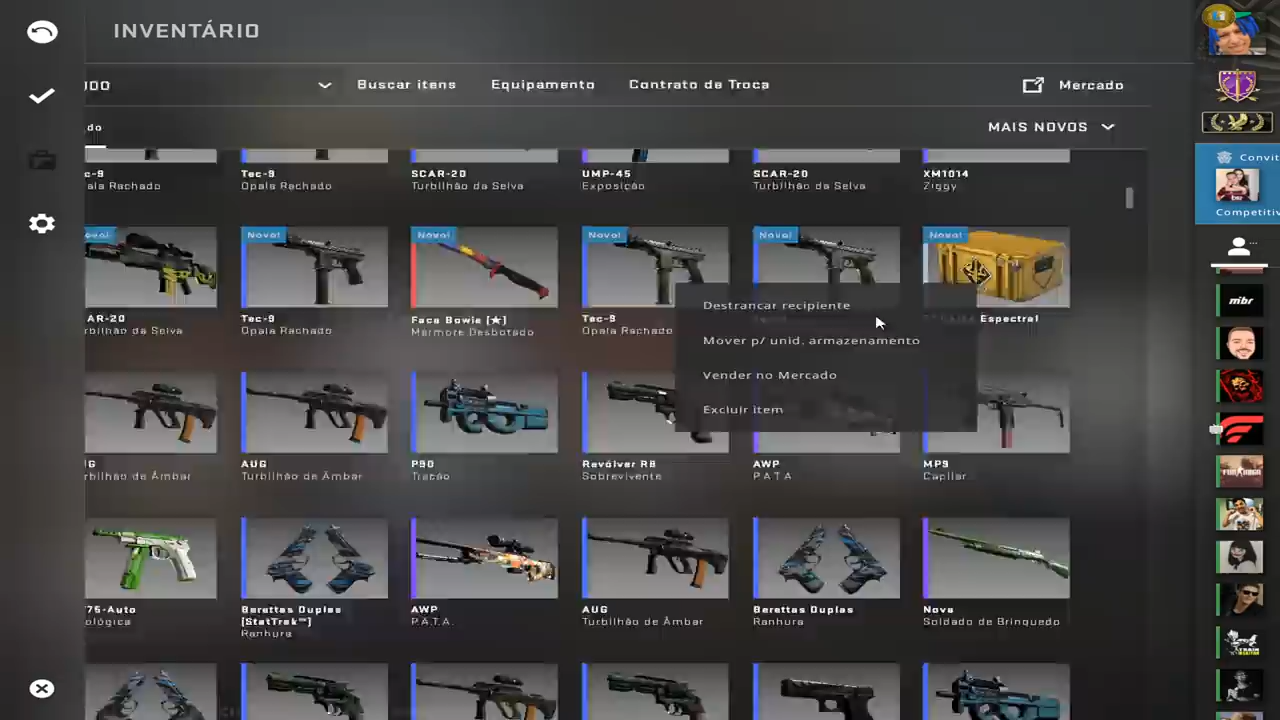 INVENTÁRIO
Buscar itens
Equipamento
Contrato de Troca
Mercado
MAIS NOVOS
Tec-9
Opala Rachado
SCAR-20
Turbilhão da Selva
UMP-45
Exposição
SCAR-20
Turbilhão da Selva
XM1014
Ziggy
Convit
Competitiv
Novo!
Novo!
Novo!
Novo!
Novo!
mibr
Tec-9
Opala Rachado
Faca Bowie (★)
Mármore Desbotado
Tec-9
Opala Rachado
Espectral
Destrancar recipiente
Mover p/ unid. armazenamento
Vender no Mercado
Excluir item
AUG
Turbilhão de Âmbar
P90
Tração
Revólver R8
Sobrevivente
AWP
P.A.T.A.
MP9
Capilar
75-Auto
ológica
Berettas Duplas
(StatTrak™)
Ranhura
AWP
P.A.T.A.
AUG
Turbilhão de Âmbar
Berettas Duplas
Ranhura
Nova
Soldado de Brinquedo